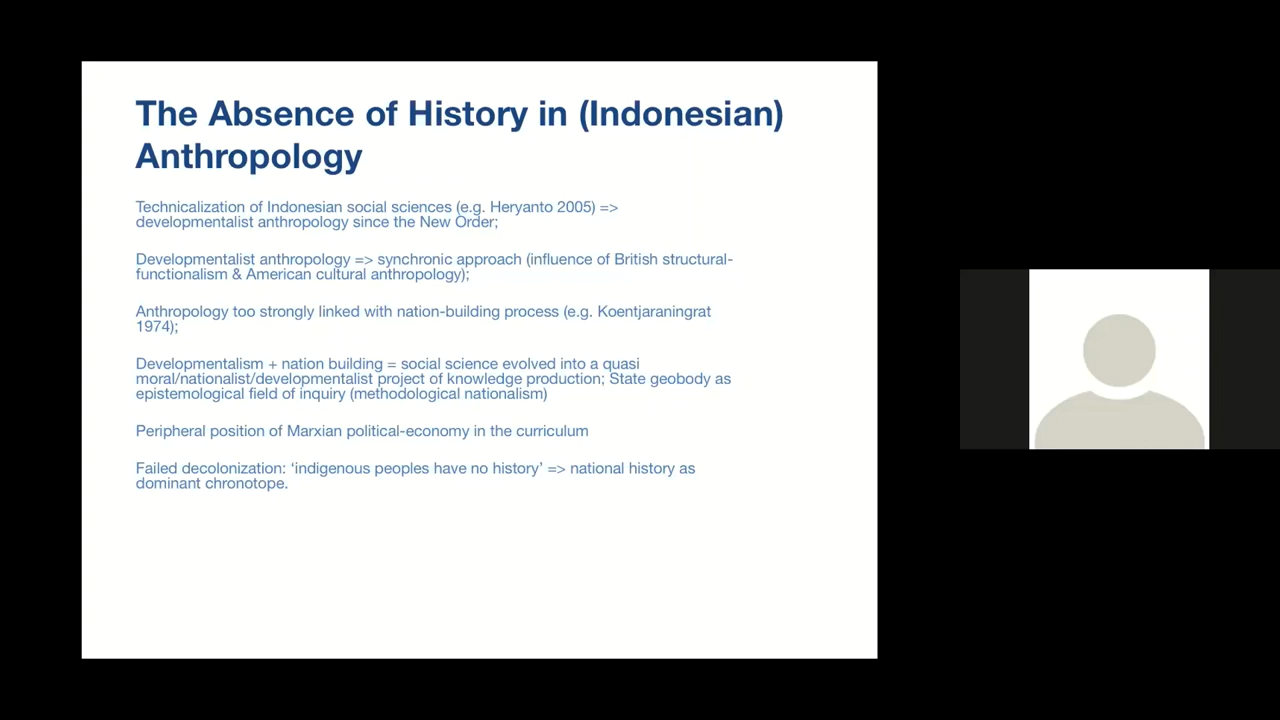 The Absence of History in (Indonesian)
Anthropology
Technicalization of Indonesian social sciences (e.g. Heryanto 2005) =>
developmentalist anthropology since the New Order;
Developmentalist anthropology => synchronic approach (influence of British structural-
functionalism & American cultural anthropology);
Anthropology too strongly linked with nation-building process (e.g. Koentjaraningrat
1974);
Developmentalism + nation building = social science evolved into a quasi
moral/nationalist/developmentalist project of knowledge production; State geobody as
epistemological field of inquiry (methodological nationalism)
Peripheral position of Marxian political-economy in the curriculum
Failed decolonization: ‘indigenous peoples have no history’ => national history as
dominant chronotope.